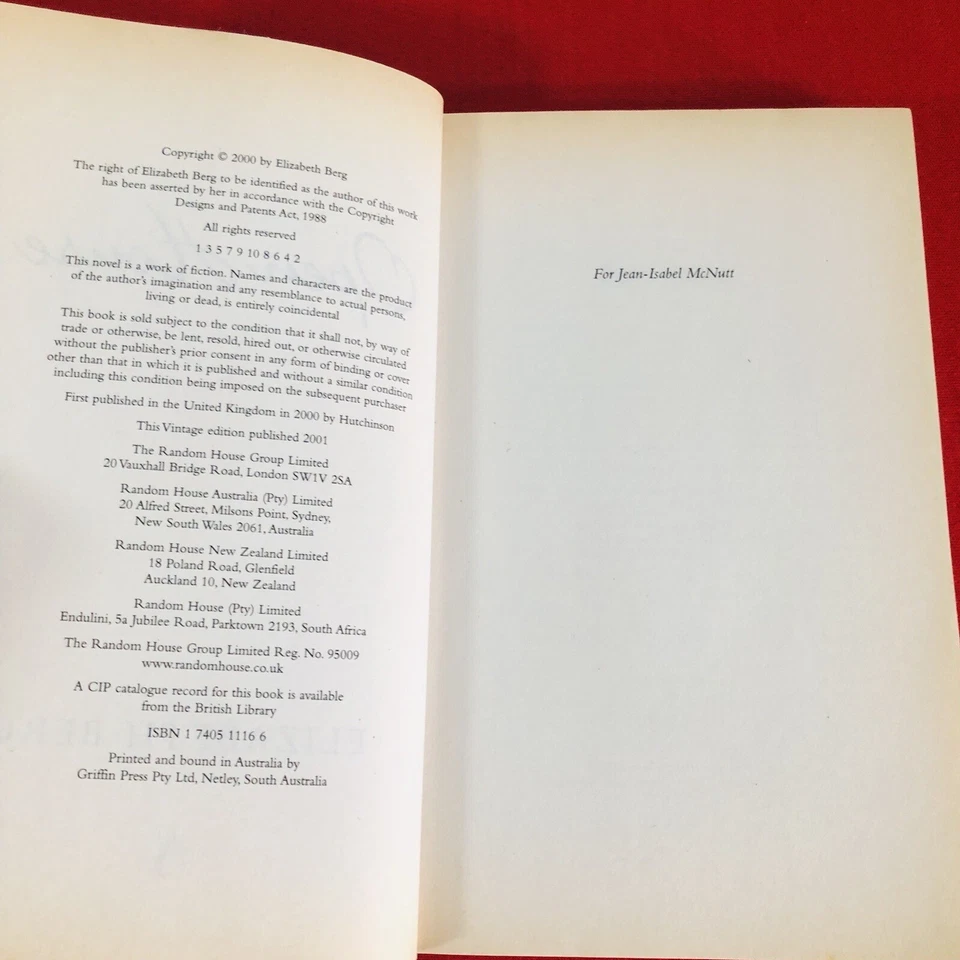 Copyright © 2000 by Elizabeth Berg
The right of Elizabeth Berg to be identified as the author of this work
has been asserted by her in accordance with the Copyright
Designs and Patents Act, 1988
All rights reserved
1 3 5 7 9 10 8 6 4 2
This novel is a work of fiction. Names and characters are the product
of the author's imagination and any resemblance to actual persons,
living or dead, is entirely coincidental
This book is sold subject to the condition that it shall not, by way of
trade or otherwise, be lent, resold, hired out, or otherwise circulated
without the publisher's prior consent in any form of binding or cover
other than that in which it is published and without a similar condition
including this condition being imposed on the subsequent purchaser
First published in the United Kingdom in 2000 by Hutchinson
This Vintage edition published 2001
The Random House Group Limited
20 Vauxhall Bridge Road, London SW1V 2SA
Random House Australia (Pty) Limited
20 Alfred Street, Milsons Point, Sydney,
New South Wales 2061, Australia
Random House New Zealand Limited
18 Poland Road, Glenfield
Auckland 10, New Zealand
Random House (Pty) Limited
Endulini, 5a Jubilee Road, Parktown 2193, South Africa
The Random House Group Limited Reg. No. 95009
www.randomhouse.co.uk
A CIP catalogue record for this book is available
from the British Library
ISBN 1 7405 1116 6
Printed and bound in Australia by
Griffin Press Pty Ltd, Netley, South Australia
For Jean-Isabel McNutt